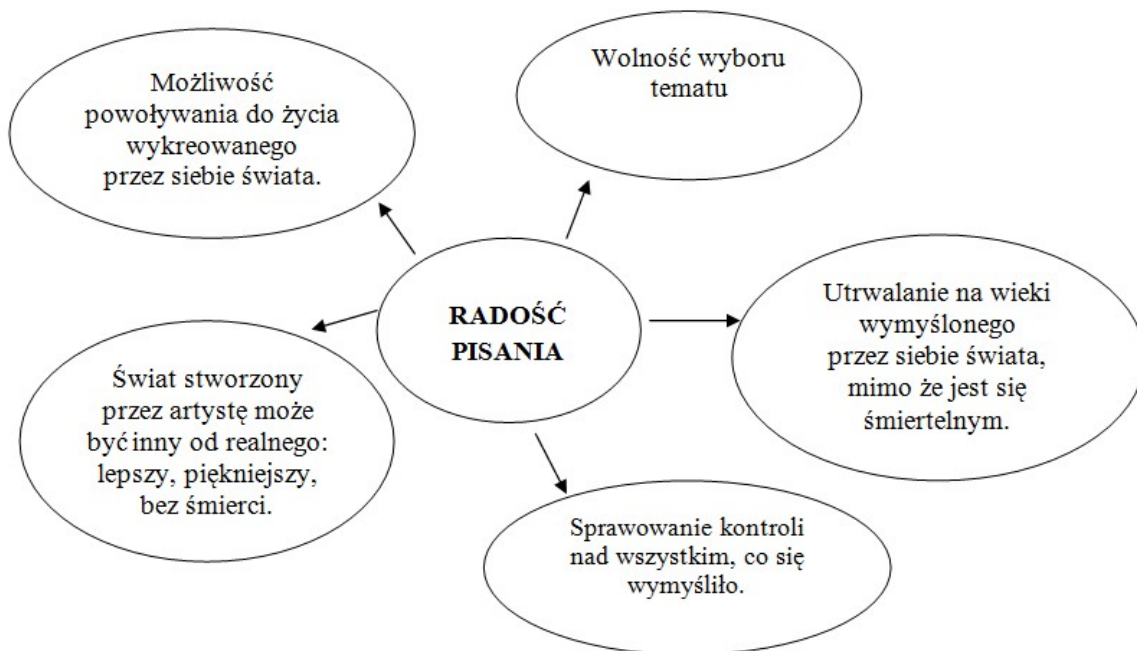 Możliwość
powoływania do życia
wykreowanego
przez siebie świata.
Wolność wyboru
tematu
RADOŚĆ
PISANIA
Utrwalanie na wieki
wymyślonego
przez siebie świata,
mimo że jest się
śmiertelnym.
Świat stworzony
przez artystę może
być inny od realnego:
lepszy, piękniejszy,
bez śmierci.
Sprawowanie kontroli
nad wszystkim, co się
wymyśliło.